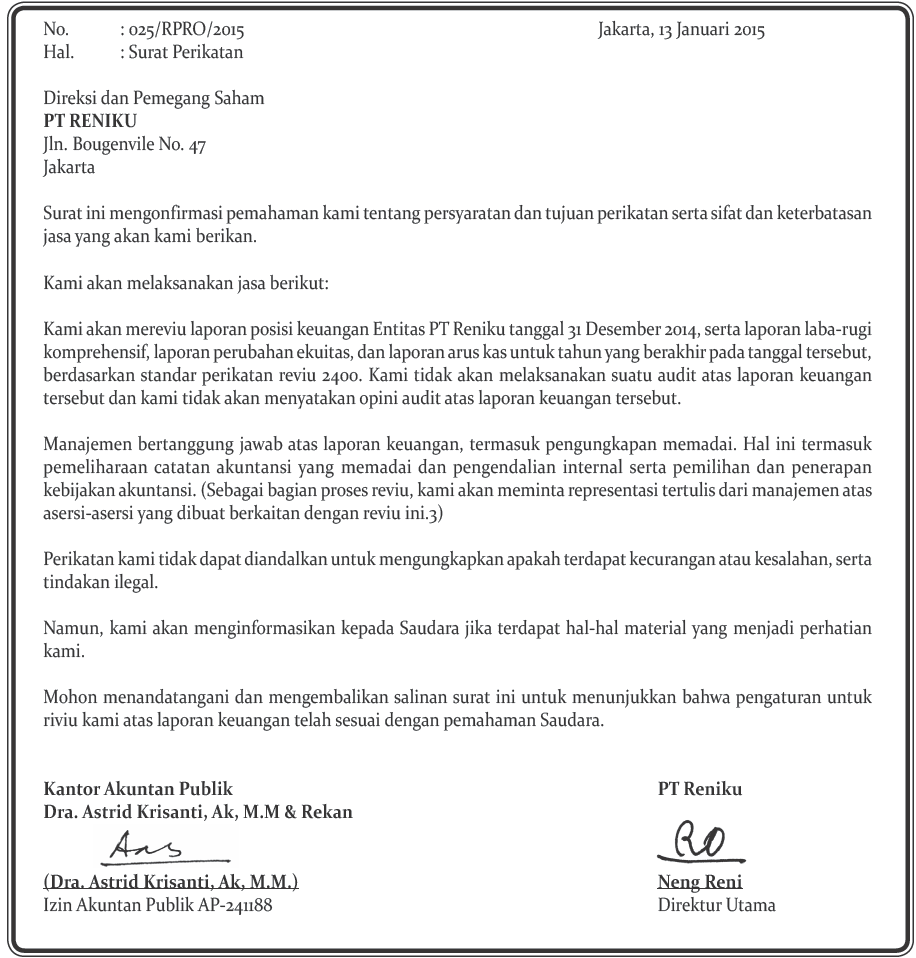 No. : 025/RPRO/2015 Jakarta, 13 Januari 2015
Hal. : Surat Perikatan
Direksi dan Pemegang Saham
PT RENIKU
Jln. Bougenvile No. 47
Jakarta
Surat ini mengonfirmasi pemahaman kami tentang persyaratan dan tujuan perikatan serta sifat dan keterbatasan
jasa yang akan kami berikan.
Kami akan melaksanakan jasa berikut:
Kami akan mereviu laporan posisi keuangan Entitas PT Reniku tanggal 31 Desember 2014, serta laporan laba-rugi
komprehensif, laporan perubahan ekuitas, dan laporan arus kas untuk tahun yang berakhir pada tanggal tersebut,
berdasarkan standar perikatan reviu 2400. Kami tidak akan melaksanakan suatu audit atas laporan keuangan
tersebut dan kami tidak akan menyatakan opini audit atas laporan keuangan tersebut.
Manajemen bertanggung jawab atas laporan keuangan, termasuk pengungkapan memadai. Hal ini termasuk
pemeliharaan catatan akuntansi yang memadai dan pengendalian internal serta pemilihan dan penerapan
kebijakan akuntansi. (Sebagai bagian proses reviu, kami akan meminta representasi tertulis dari manajemen atas
asersi-asersi yang dibuat berkaitan dengan reviu ini.3)
Perikatan kami tidak dapat diandalkan untuk mengungkapkan apakah terdapat kecurangan atau kesalahan, serta
tindakan ilegal.
Namun, kami akan menginformasikan kepada Saudara jika terdapat hal-hal material yang menjadi perhatian
kami.
Mohon menandatangani dan mengembalikan salinan surat ini untuk menunjukkan bahwa pengaturan untuk
riviu kami atas laporan keuangan telah sesuai dengan pemahaman Saudara.
Kantor Akuntan Publik PT Reniku
Dra. Astrid Krisanti, Ak, M.M & Rekan
(Dra. Astrid Krisanti, Ak, M.M.) Neng Reni
Izin Akuntan Publik AP-241188 Direktur Utama